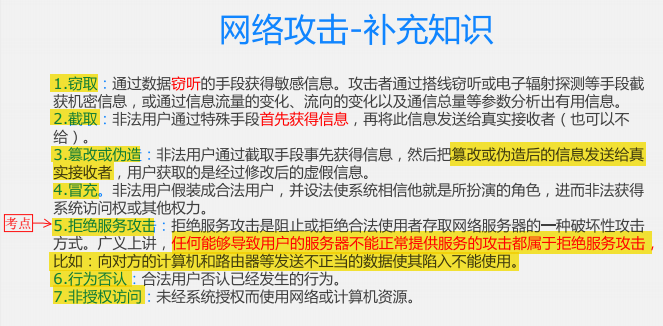 网络攻击-补充知识
1.窃取：通过数据窃听的手段获得敏感信息。攻击者通过搭线窃听或电子辐射探测等手段截
获机密信息，或通过信息流量的变化、流向的变化以及通信总量等参数分析出有用信息。
2.截取：非法用户通过特殊手段首先获得信息，再将此信息发送给真实接收者（也可以不
给）。
3.篡改或伪造：非法用户通过截取手段事先获得信息，然后把篡改或伪造后的信息发送给真
实接收者，用户获取的是经过修改后的虚假信息。
4.冒充。非法用户假装成合法用户，并设法使系统相信他就是所扮演的角色，进而非法获得
系统访问权或其他权力。
考点
5.拒绝服务攻击：拒绝服务攻击是阻止或拒绝合法使用者存取网络服务器的一种破坏性攻击
方式。广义上讲，任何能够导致用户的服务器不能正常提供服务的攻击都属于拒绝服务攻击，
比如：向对方的计算机和路由器等发送不正当的数据使其陷入不能使用。
6.行为否认：合法用户否认已经发生的行为。
7.非授权访问：未经系统授权而使用网络或计算机资源。